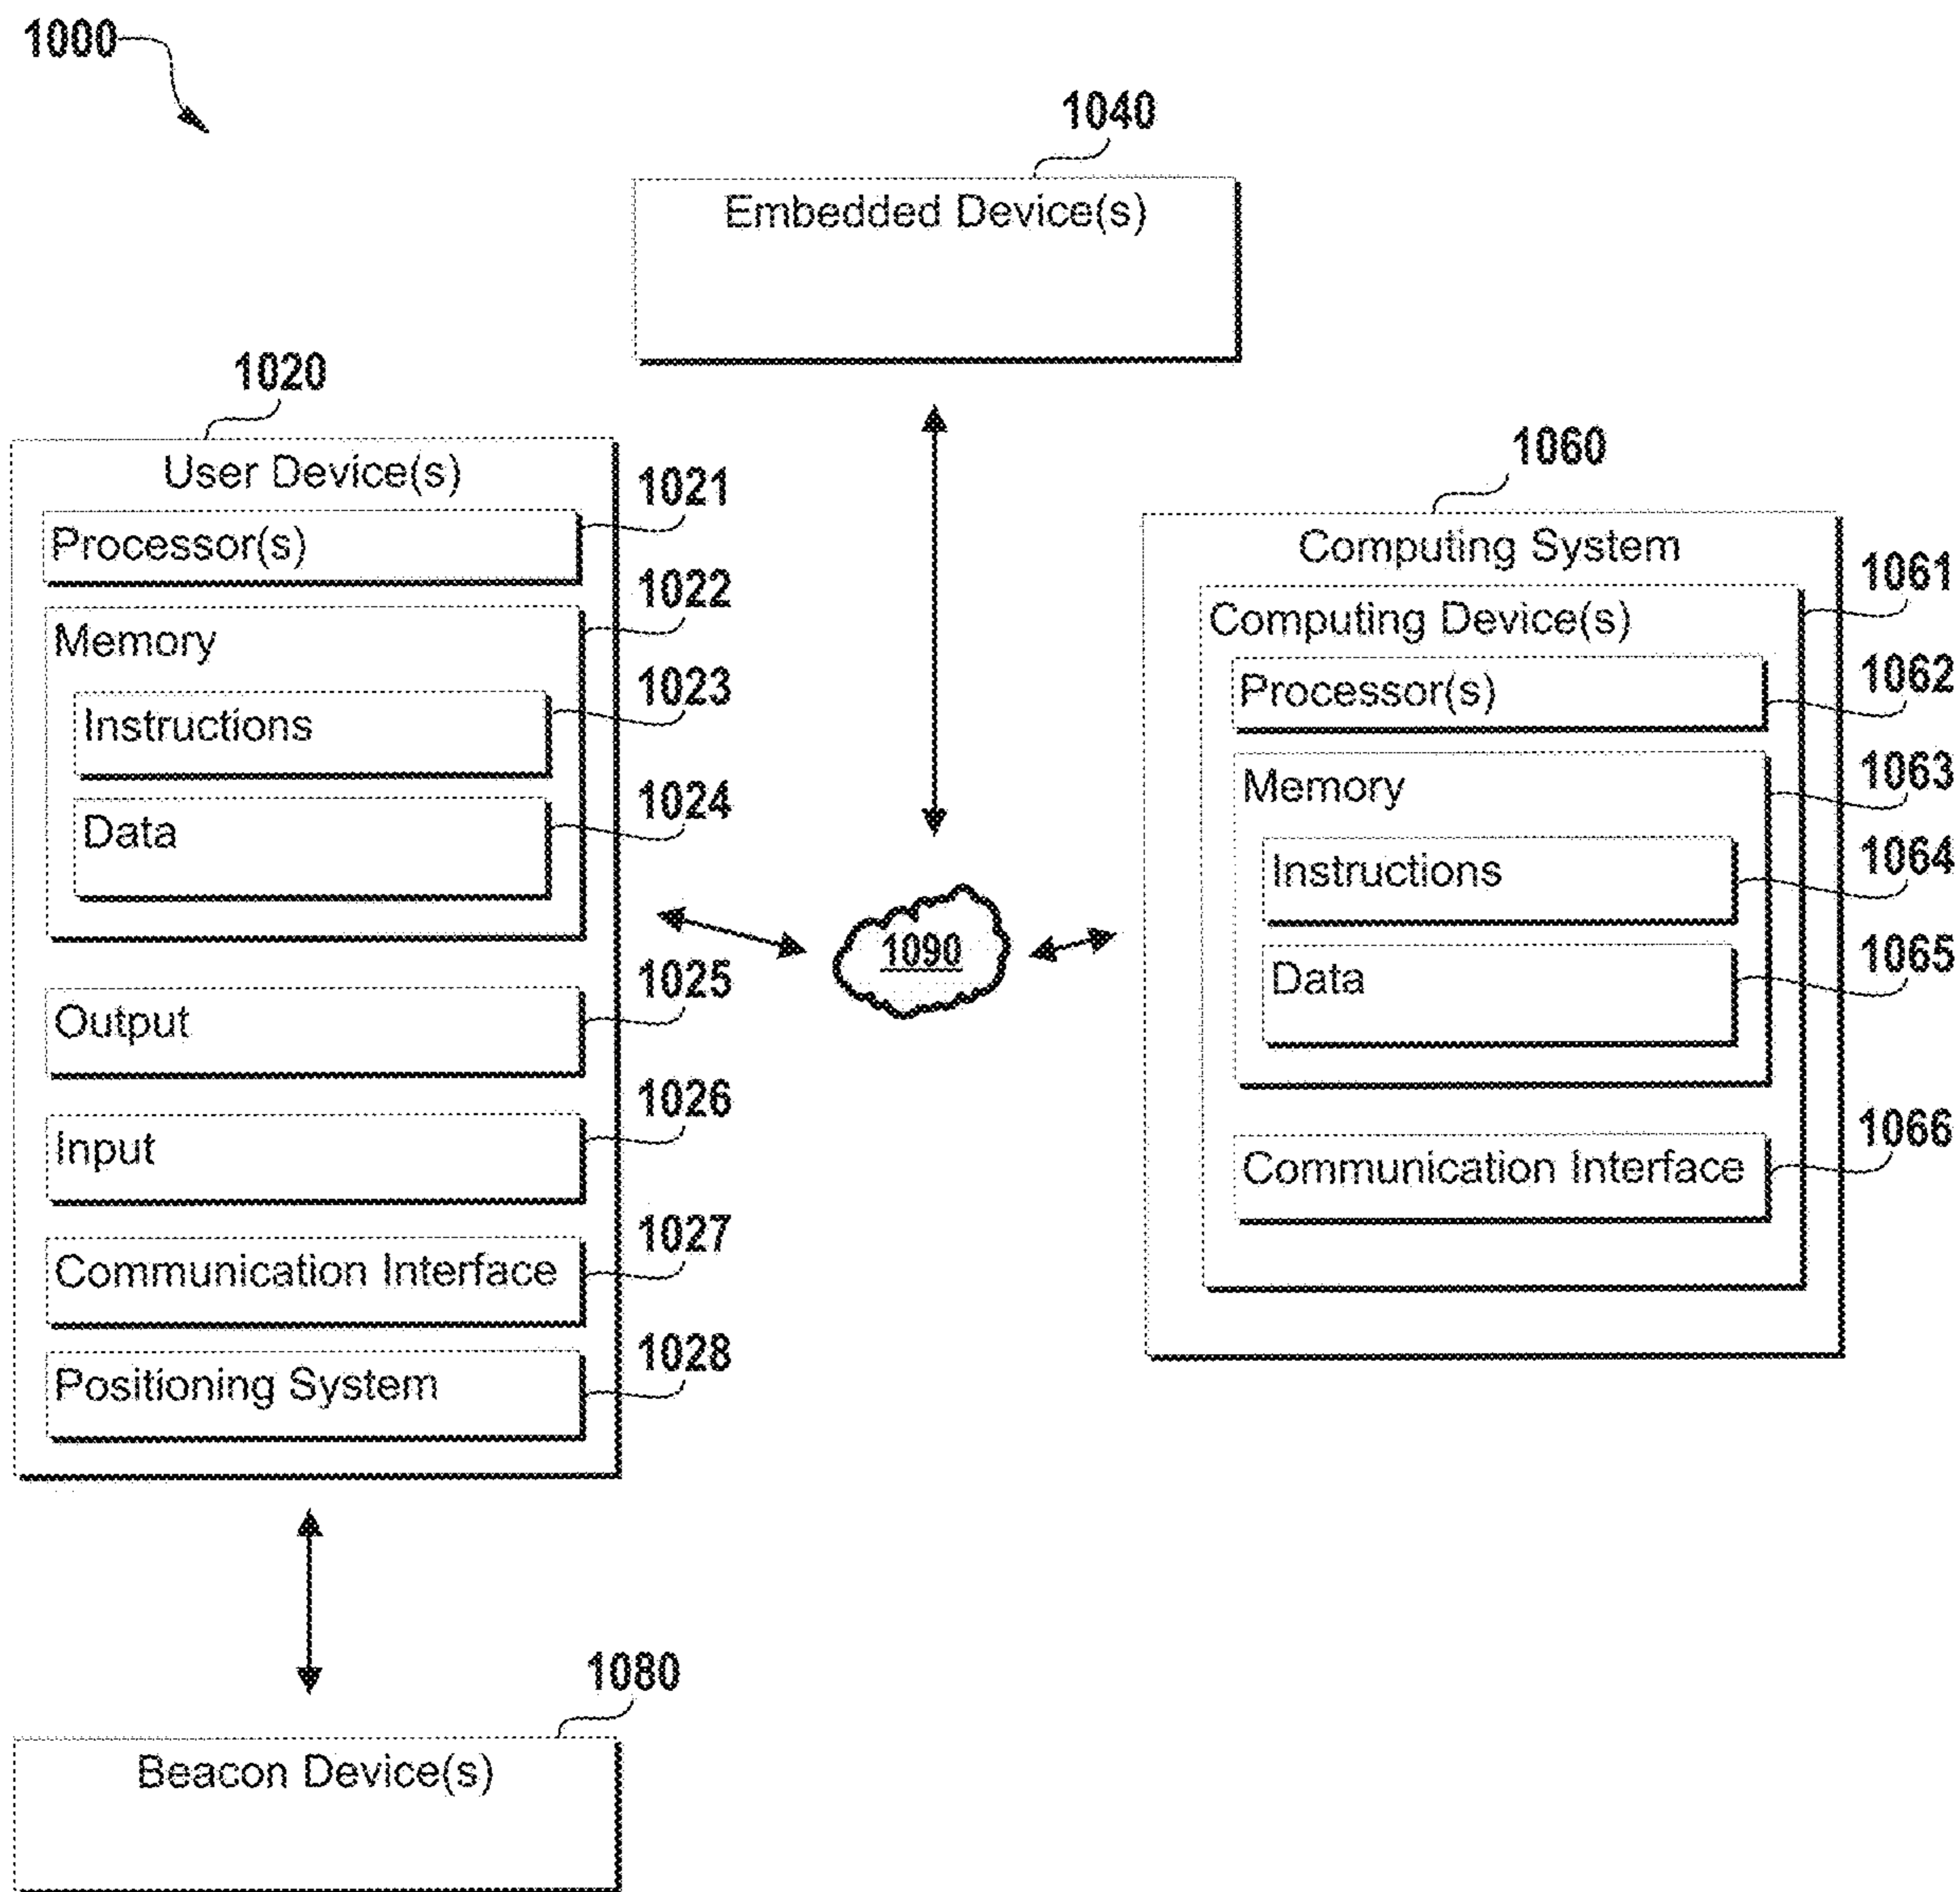 1000
1040
Embedded Device(s)
1020
User Device(s)
Processor(s)
1021
Memory
1022
Instructions
1023
Data
1024
Output
1025
Input
1026
Communication Interface
1027
Positioning System
1028
1090
1060
Computing System
Computing Device(s)
1061
Processor(s)
1062
Memory
1063
Instructions
1064
Data
1065
Communication Interface
1066
1080
Beacon Device(s)